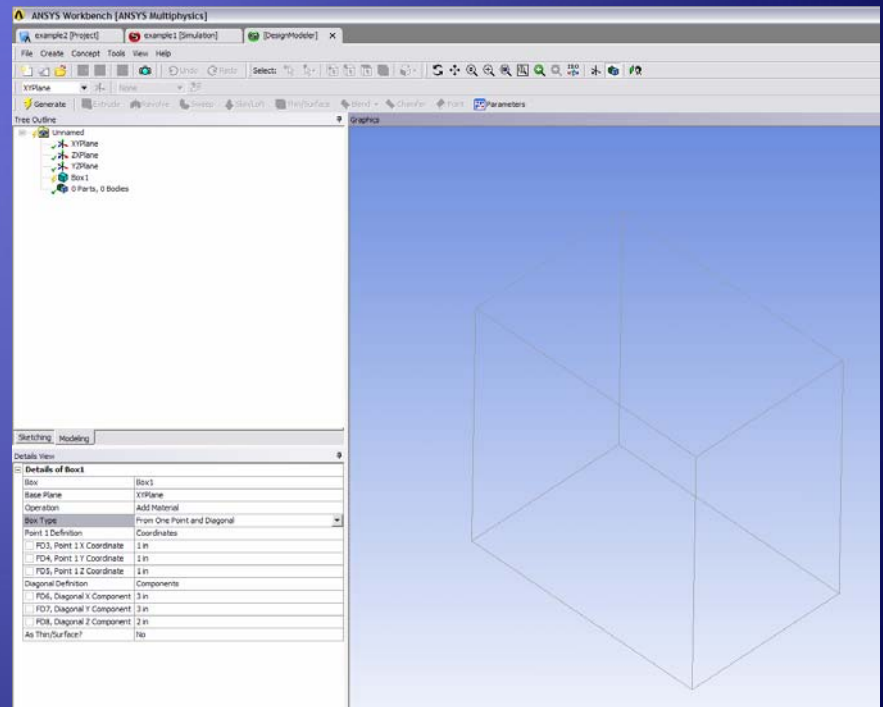 ANSYS Workbench [ANSYS Multiphysics]
example2 [Project] example1 [Simulation] [DesignModeler] ×
File Create Concept Tools View Help
Undo Redo Select:
XYPlane None
Generate Extrude Revolve Sweep Skin/Loft Thin/Surface Blend Chamfer Point Parameters
Tree Outline Graphics
Unnamed
XYPlane
ZXPlane
YZPlane
Box1
0 Parts, 0 Bodies
Sketching Modeling
Details View
Details of Box1
Box Box1
Base Plane XYPlane
Operation Add Material
Box Type From One Point and Diagonal
Point 1 Definition Coordinates
FD3, Point 1 X Coordinate 1 in
FD4, Point 1 Y Coordinate 1 in
FD5, Point 1 Z Coordinate 1 in
Diagonal Definition Components
FD6, Diagonal X Component 3 in
FD7, Diagonal Y Component 3 in
FD8, Diagonal Z Component 2 in
As Thin/Surface? No